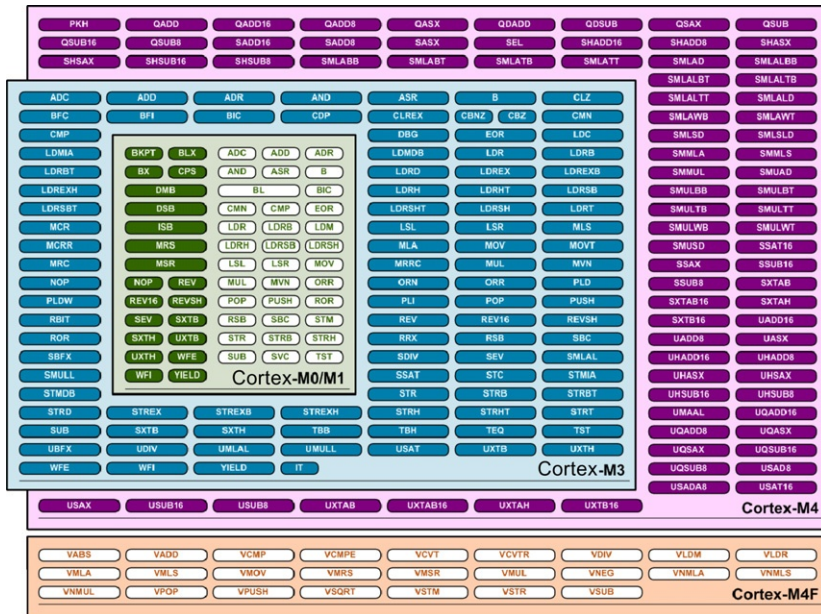 PKH QADD QADD16 QADD8 QASX QDADD QDSUB QSAX QSUB
QSUB16 QSUB8 SADD16 SADD8 SASX SEL SHADD16 SHADD8 SHASX
SHSAX SHSUB16 SHSUB8 SMLABB SMLABT SMLATB SMLATT SMLAD SMLALBB
SMLALBT SMLALTB
ADC ADD ADR AND ASR B CLZ SMLALTT SMLALD
BFC BFI BIC CDP CLREX CBNZ CBZ CMN SMLAWB SMLAWT
CMP DBG EOR LDC SMLSD SMLSLD
LDMIA BKPT BLX ADC ADD ADR LDMDB LDR LDRB SMMLA SMMLS
LDRBT BX CPS AND ASR B LDRD LDREX LDREXB SMMUL SMUAD
LDREXH DMB BL BIC LDRH LDRHT LDRSB SMULBB SMULBT
LDRSBT DSB CMN CMP EOR LDRSHT LDRSH LDRT SMULTB SMULTT
MCR ISB LDR LDRB LDM LSL LSR MLS SMULWB SMULWT
MCRR MRS LDRH LDRSB LDRSH MLA MOV MOVT SMUSD SSAT16
MRC MSR LSL LSR MOV MRRC MUL MVN SSAX SSUB16
NOP NOP REV MUL MVN ORR ORN ORR PLD SSUB8 SXTAB
PLDW REV16 REVSH POP PUSH ROR PLI POP PUSH SXTAB16 SXTAH
RBIT SEV SXTB RSB SBC STM REV REV16 REVSH SXTB16 UADD16
ROR SXTH UXTB STR STRB STRH RRX RSB SBC UADD8 UASX
SBFX UXTH WFE SUB SVC TST SDIV SEV SMLAL UHADD16 UHADD8
SMULL WFI YIELD Cortex-M0/M1 SSAT STC STMIA UHASX UHSAX
STMDB STR STRB STRBT UHSUB16 UHSUB8
STRD STREX STREXB STREXH STRH STRHT STRT UMAAL UQADD16
SUB SXTB SXTH TBB TBH TEQ TST UQADD8 UQASX
UBFX UDIV UMLAL UMULL USAT UXTB UXTH UQSAX UQSUB16
WFE WFI YIELD IT Cortex-M3 UQSUB8 USAD8
USADA8 USAT16
USAX USUB16 USUB8 UXTAB UXTAB16 UXTAH UXTB16 Cortex-M4
VABS VADD VCMP VCMPE VCVT VCVTR VDIV VLDM VLDR
VMLA VMLS VMOV VMRS VMSR VMUL VNEG VNMLA VNMLS
VNMUL VPOP VPUSH VSQRT VSTM VSTR VSUB Cortex-M4F